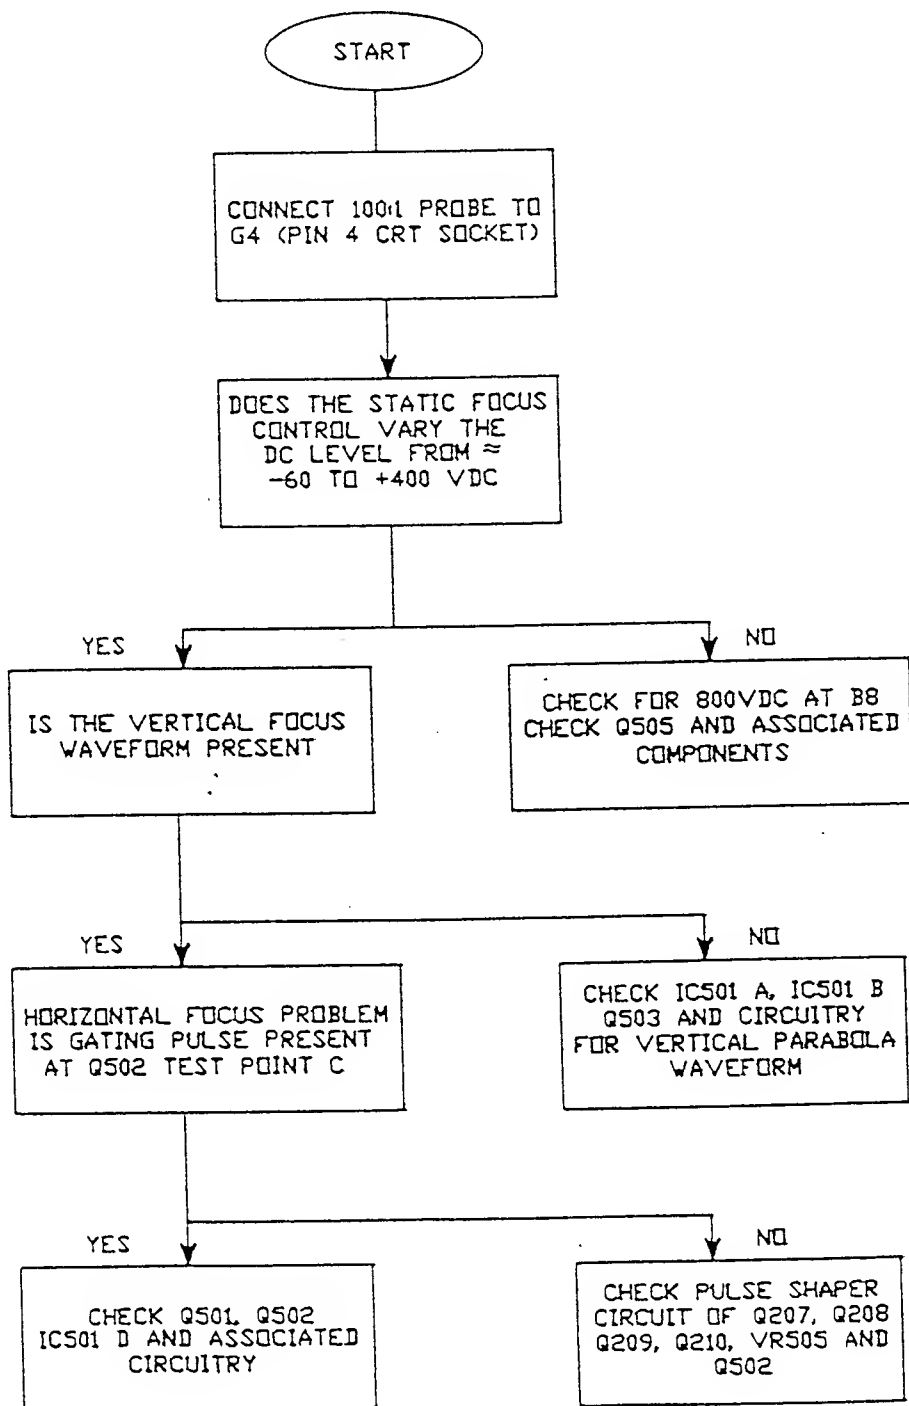 START
CONNECT 100:1 PROBE TO
G4 (PIN 4 CRT SOCKET)
DOES THE STATIC FOCUS
CONTROL VARY THE
DC LEVEL FROM ≈
-60 TO +400 VDC
YES
NO
IS THE VERTICAL FOCUS
WAVEFORM PRESENT
CHECK FOR 800VDC AT B8
CHECK Q505 AND ASSOCIATED
COMPONENTS
YES
NO
HORIZONTAL FOCUS PROBLEM
IS GATING PULSE PRESENT
AT Q502 TEST POINT C
CHECK IC501 A, IC501 B
Q503 AND CIRCUITRY
FOR VERTICAL PARABOLA
WAVEFORM
YES
NO
CHECK Q501, Q502
IC501 D AND ASSOCIATED
CIRCUITRY
CHECK PULSE SHAPER
CIRCUIT OF Q207, Q208
Q209, Q210, VR505 AND
Q502